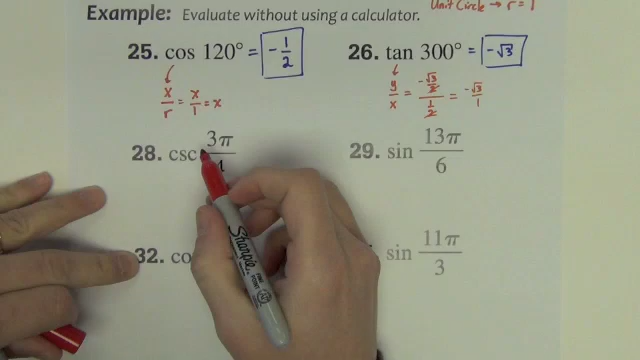 Unit Circle → r = 1
Example: Evaluate without using a calculator.
25. cos 120° = -1/2
26. tan 300° = -√3
x/r = x/1 = x
y/x = (-√3/2)/(1/2) = -√3/1
28. csc 3π/4
29. sin 13π/6
32. co
sin 11π/3
Sharpie